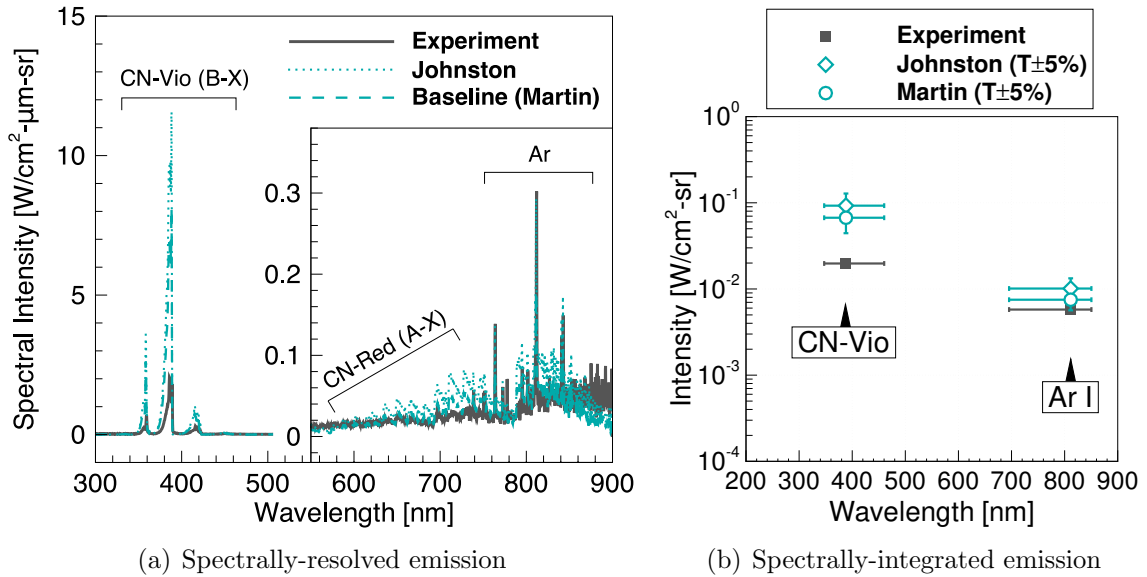 Spectral Intensity [W/cm²-µm-sr]
15
10
5
0
CN-Vio (B-X)
Experiment
Johnston
Baseline (Martin)
0.3
0.2
0.1
0
CN-Red (A-X)
Ar
300 400 500 600 700 800 900
Wavelength [nm]
(a) Spectrally-resolved emission
Experiment
Johnston (T±5%)
Martin (T±5%)
Intensity [W/cm²-sr]
10⁰
10⁻¹
10⁻²
10⁻³
10⁻⁴
CN-Vio
Ar I
200 300 400 500 600 700 800 900
Wavelength [nm]
(b) Spectrally-integrated emission